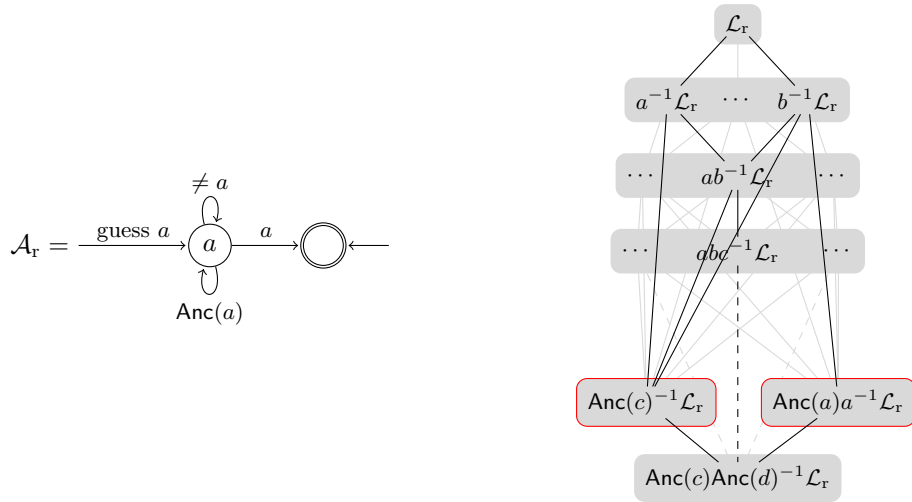 𝒜ᵣ =
guess a
≠ a
a
a
Anc(a)
ℒᵣ
a⁻¹ℒᵣ ⋯ b⁻¹ℒᵣ
⋯ ab⁻¹ℒᵣ ⋯
⋯ abc⁻¹ℒᵣ ⋯
Anc(c)⁻¹ℒᵣ Anc(a)a⁻¹ℒᵣ
Anc(c)Anc(d)⁻¹ℒᵣ